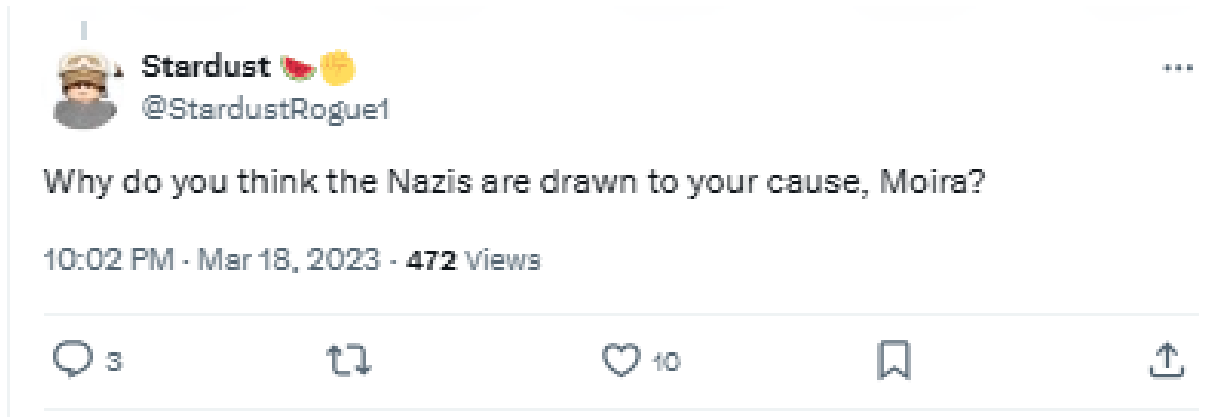 Stardust 🍉✊
@StardustRogue1
Why do you think the Nazis are drawn to your cause, Moira?
10:02 PM · Mar 18, 2023 · 472 Views
3 10